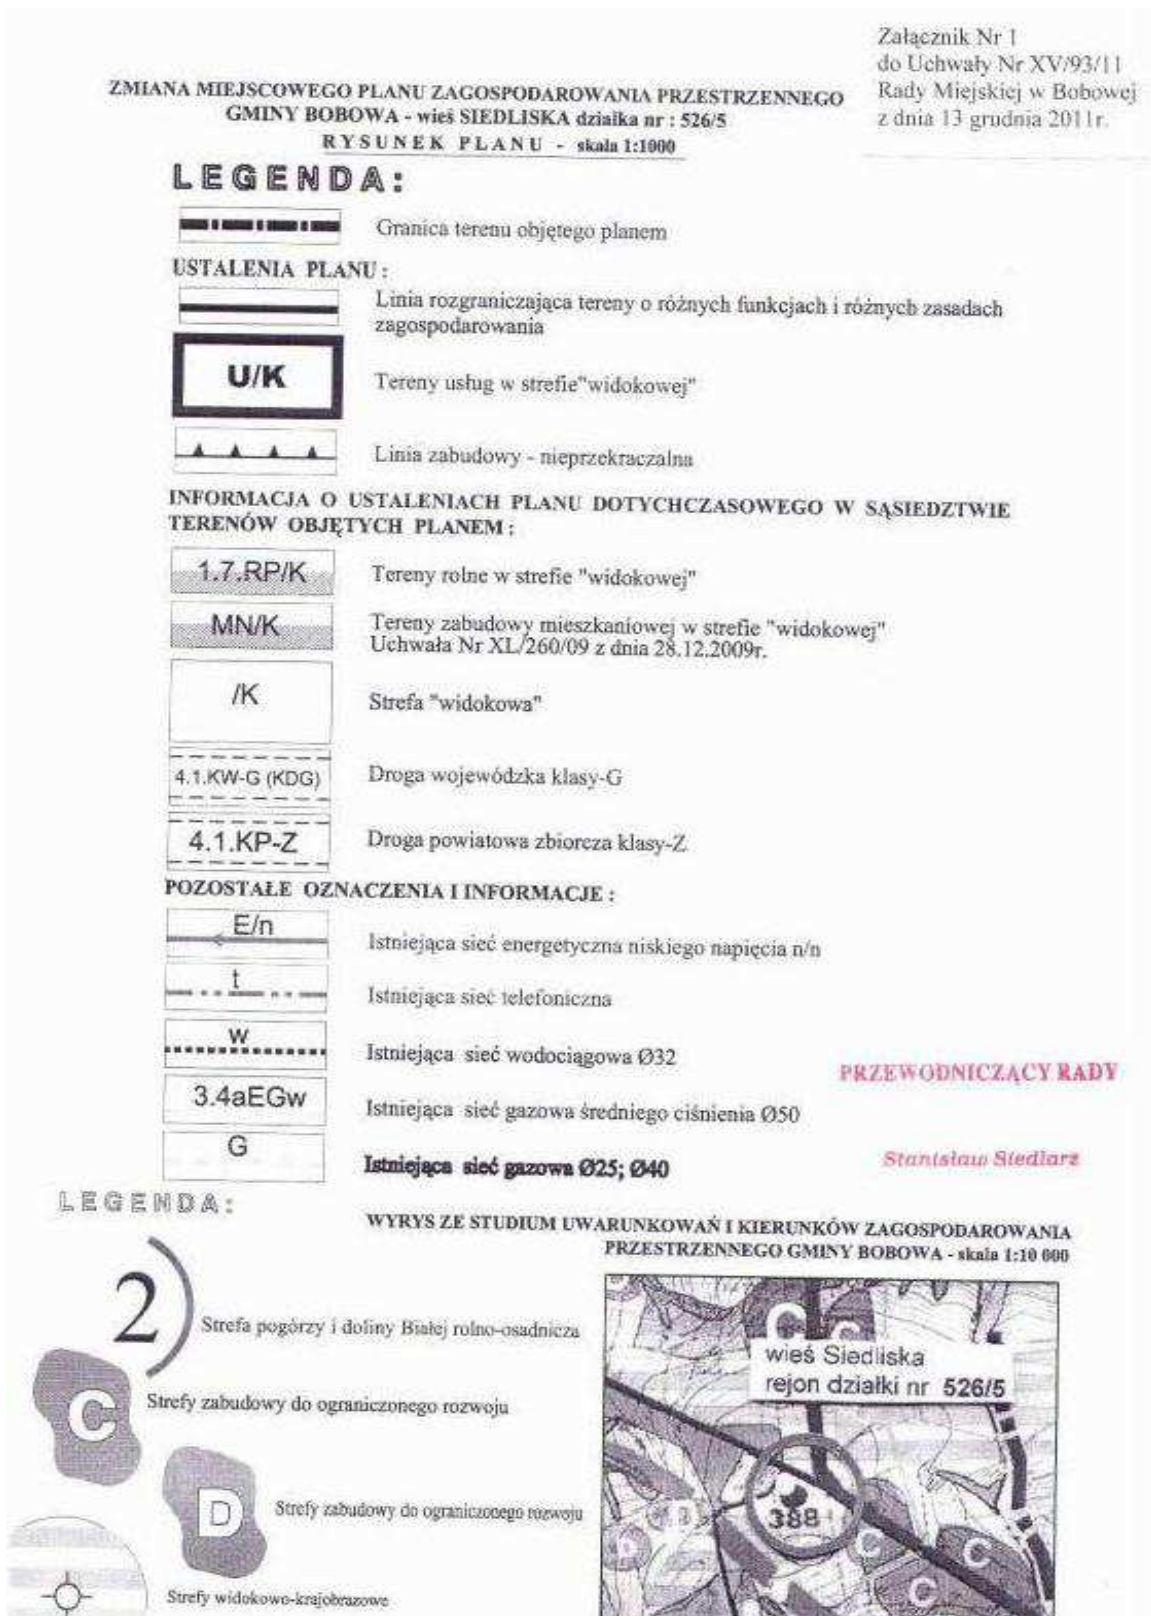 Załącznik Nr 1
do Uchwały Nr XV/93/11
Rady Miejskiej w Bobowej
z dnia 13 grudnia 2011r.
ZMIANA MIEJSCOWEGO PLANU ZAGOSPODAROWANIA PRZESTRZENNEGO
GMINY BOBOWA - wieś SIEDLISKA działka nr : 526/5
RYSUNEK PLANU - skala 1:1000
LEGENDA:
Granica terenu objętego planem
USTALENIA PLANU :
Linia rozgraniczająca tereny o różnych funkcjach i różnych zasadach
zagospodarowania
U/K
Tereny usług w strefie"widokowej"
Linia zabudowy - nieprzekraczalna
INFORMACJA O USTALENIACH PLANU DOTYCHCZASOWEGO W SĄSIEDZTWIE
TERENÓW OBJĘTYCH PLANEM :
1.7.RP/K
Tereny rolne w strefie "widokowej"
MN/K
Tereny zabudowy mieszkaniowej w strefie "widokowej"
Uchwała Nr XL/260/09 z dnia 28.12.2009r.
/K
Strefa "widokowa"
4.1.KW-G (KDG)
Droga wojewódzka klasy-G
4.1.KP-Z
Droga powiatowa zbiorcza klasy-Z
POZOSTAŁE OZNACZENIA I INFORMACJE :
E/n
Istniejąca sieć energetyczna niskiego napięcia n/n
t
Istniejąca sieć telefoniczna
w
Istniejąca sieć wodociągowa Ø32
PRZEWODNICZĄCY RADY
3.4aEGw
Istniejąca sieć gazowa średniego ciśnienia Ø50
G
Istniejąca sieć gazowa Ø25; Ø40
Stanisław Siedlarz
LEGENDA:
WYRYS ZE STUDIUM UWARUNKOWAŃ I KIERUNKÓW ZAGOSPODAROWANIA
PRZESTRZENNEGO GMINY BOBOWA - skala 1:10 000
2
Strefa pogórzy i doliny Białej rolno-osadnicza
C
Strefy zabudowy do ograniczonego rozwoju
D
Strefy zabudowy do ograniczonego rozwoju
Strefy widokowo-krajobrazowe
C
C
wieś Siedliska
rejon działki nr 526/5
388
C
C
C